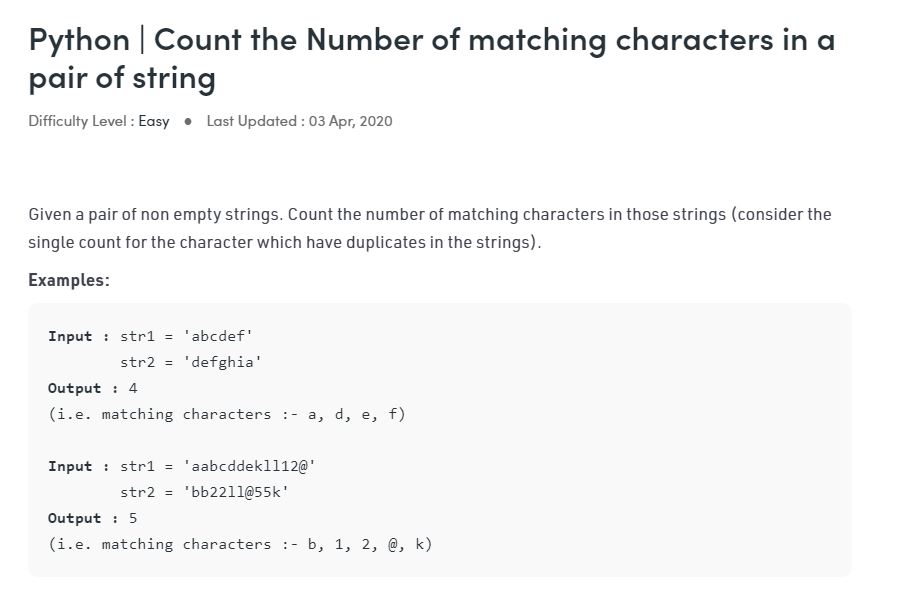 Python | Count the Number of matching characters in a
pair of string
Difficulty Level : Easy ● Last Updated : 03 Apr, 2020
Given a pair of non empty strings. Count the number of matching characters in those strings (consider the
single count for the character which have duplicates in the strings).
Examples:
Input : str1 = 'abcdef'
str2 = 'defghia'
Output : 4
(i.e. matching characters :- a, d, e, f)
Input : str1 = 'aabcddekll12@'
str2 = 'bb22ll@55k'
Output : 5
(i.e. matching characters :- b, 1, 2, @, k)